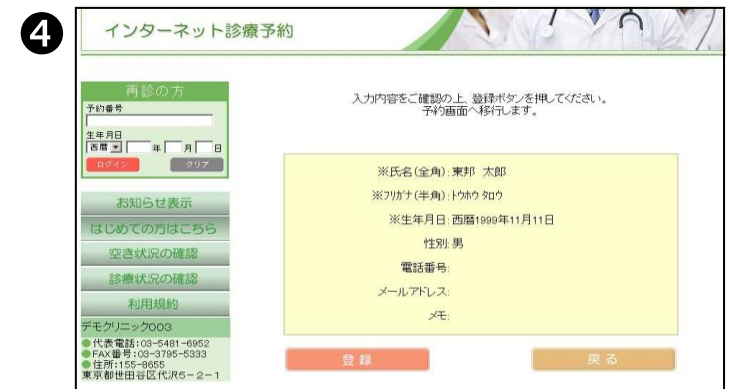 4
インターネット診療予約
再診の方
予約番号
生年月日
西暦 年 月 日
ログイン クリア
お知らせ表示
はじめての方はこちら
空き状況の確認
診療状況の確認
利用規約
デモクリニック003
代表電話:03-5481-6952
FAX番号:03-3795-5333
住所:155-8655
東京都世田谷区代沢5-2-1
入力内容をご確認の上、登録ボタンを押してください。
予約画面へ移行します。
※氏名(全角):東邦 太郎
※フリガナ(半角):トウホウ タロウ
※生年月日:西暦1999年11月11日
性別:男
電話番号:
メールアドレス:
メモ:
登録 戻る